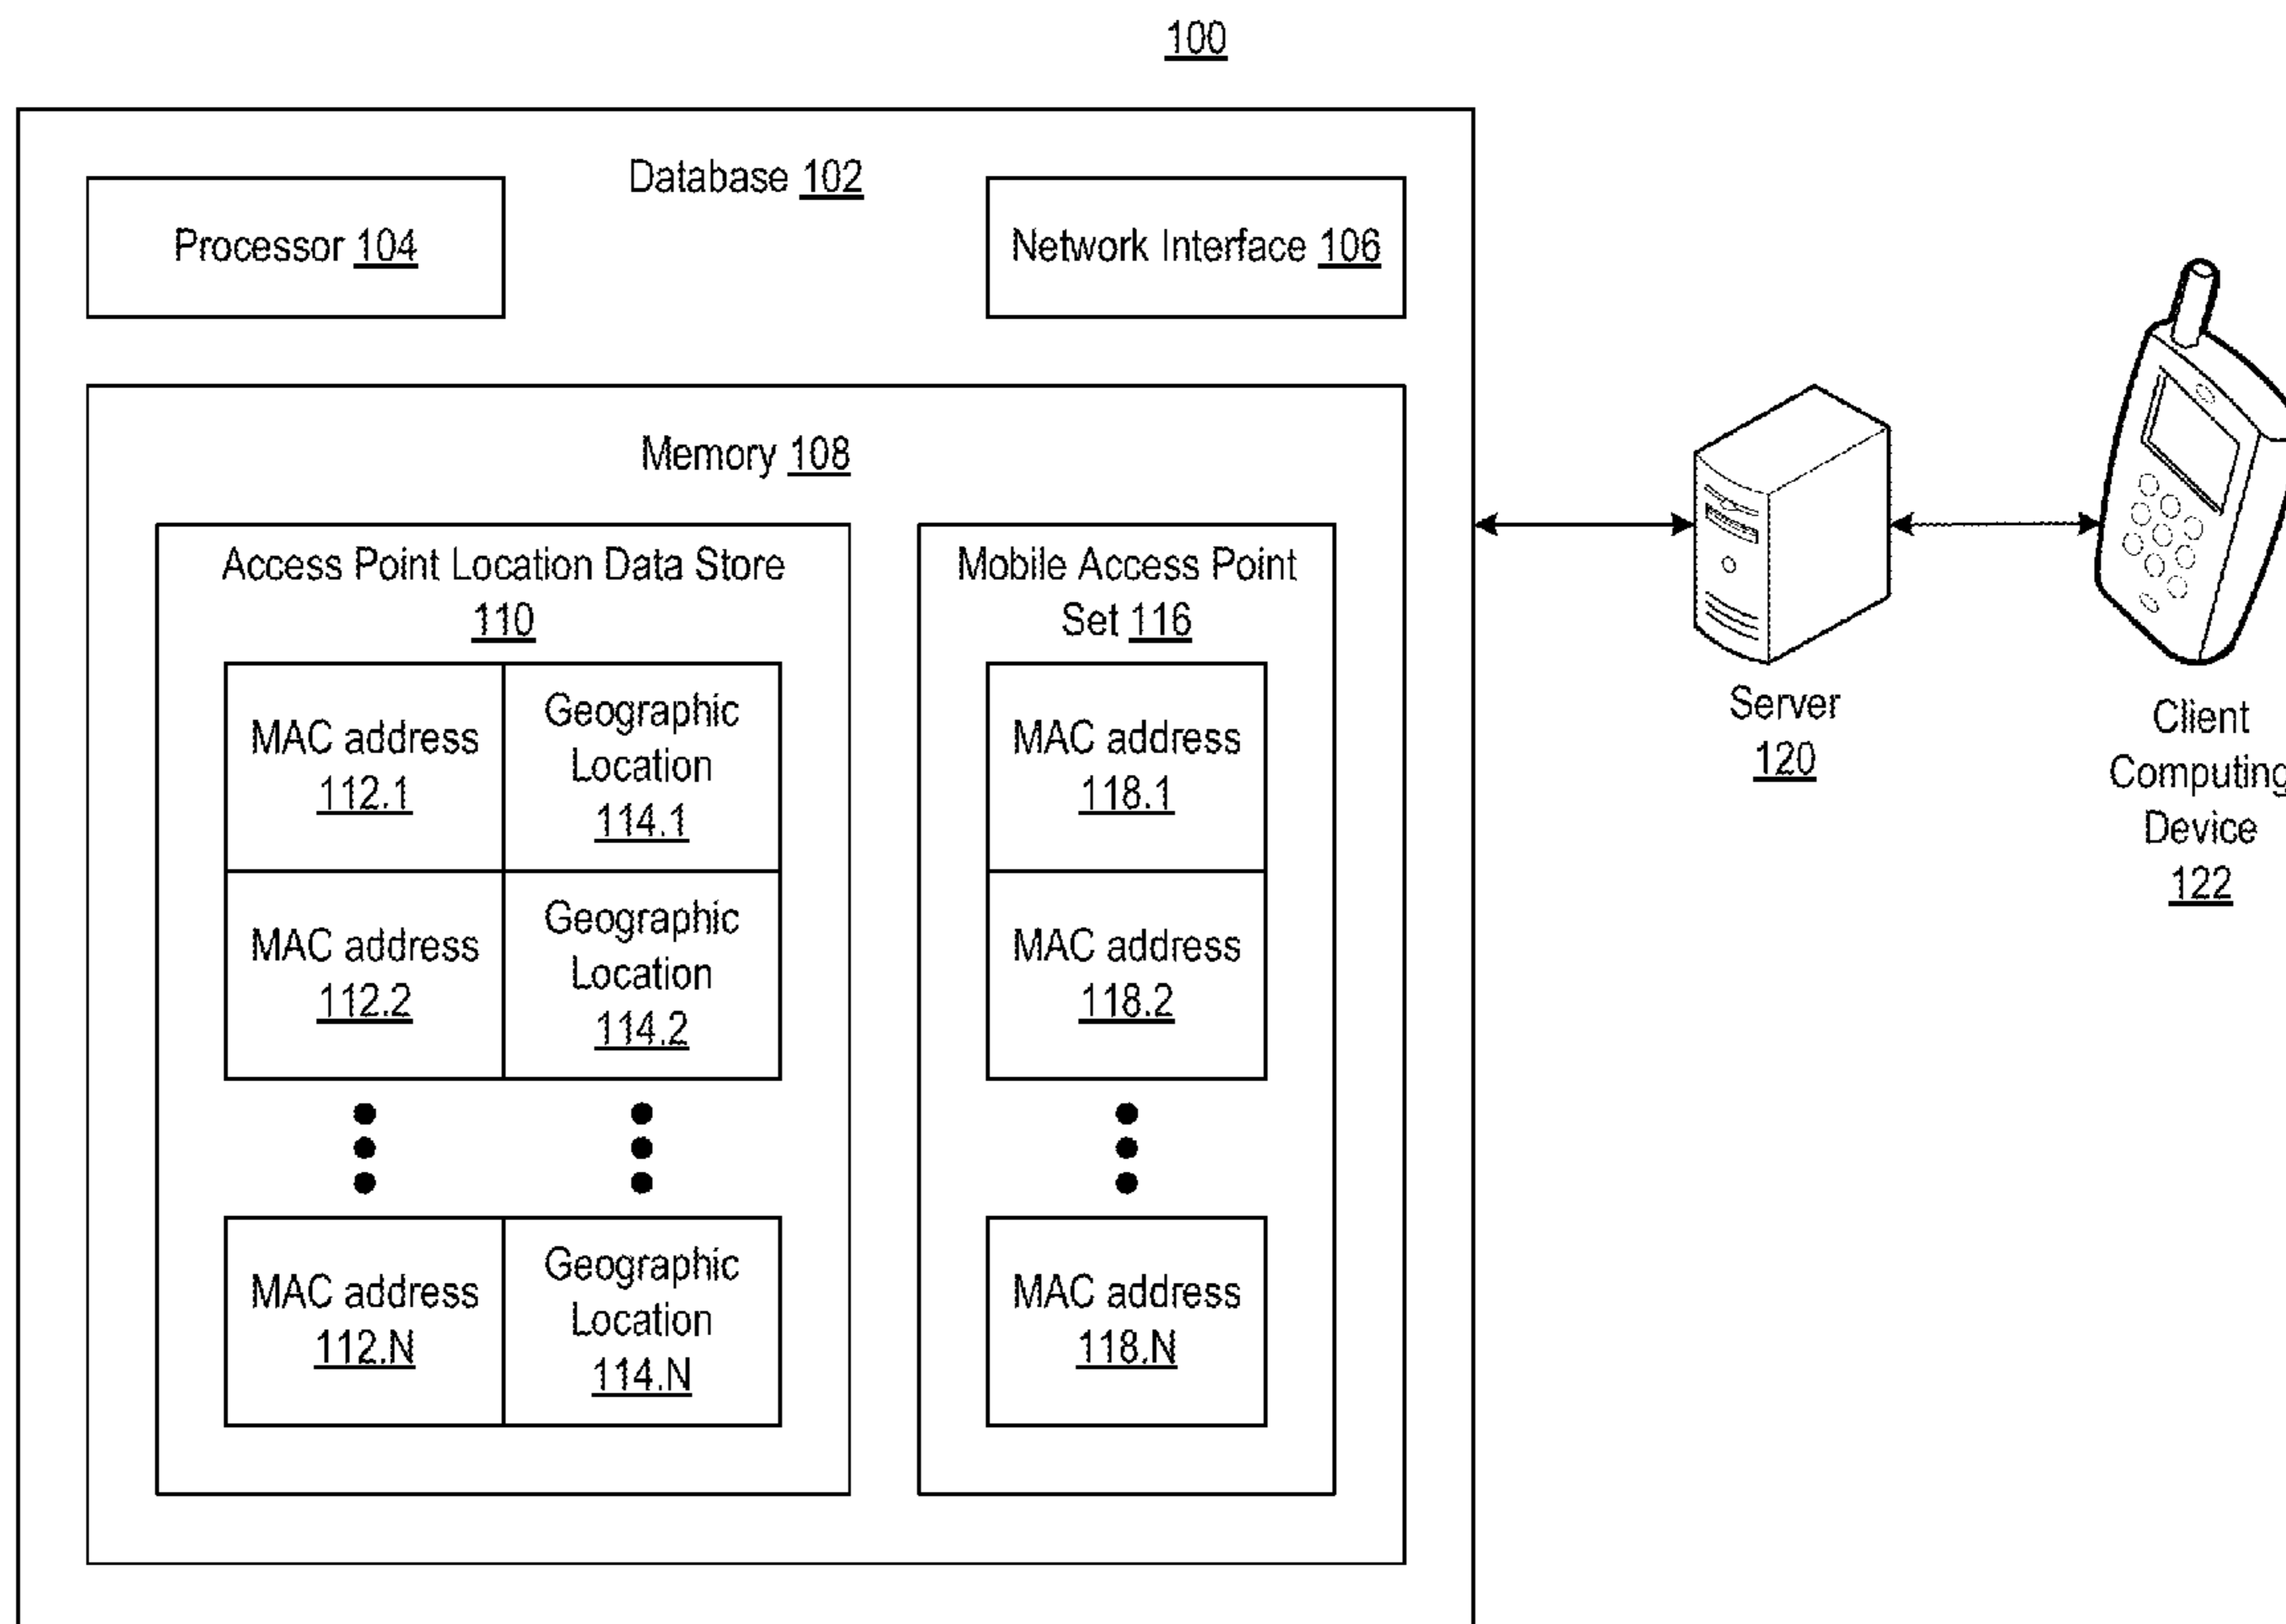 100
Database 102
Processor 104
Network Interface 106
Memory 108
Access Point Location Data Store
110
MAC address
112.1
Geographic
Location
114.1
MAC address
112.2
Geographic
Location
114.2
MAC address
112.N
Geographic
Location
114.N
Mobile Access Point
Set 116
MAC address
118.1
MAC address
118.2
MAC address
118.N
Server
120
Client
Computing
Device
122